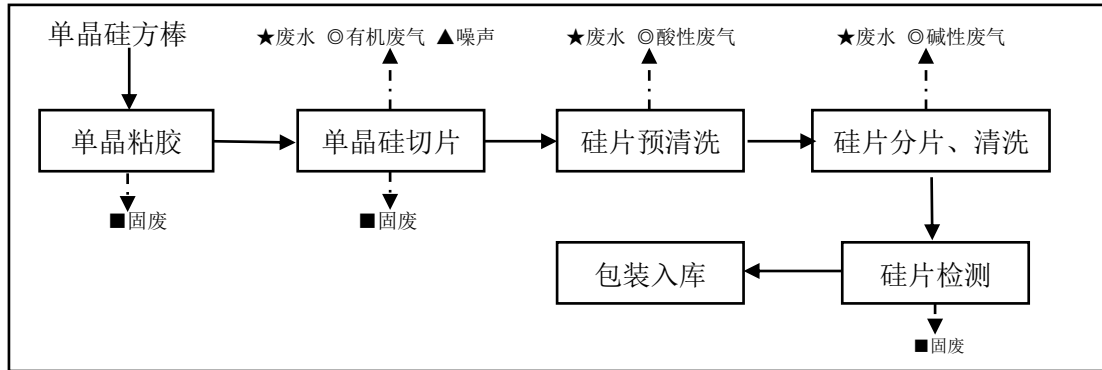 单晶硅方棒
★废水 ◎有机废气 ▲噪声
★废水 ◎酸性废气
★废水 ◎碱性废气
单晶粘胶
单晶硅切片
硅片预清洗
硅片分片、清洗
■固废
■固废
包装入库
硅片检测
■固废